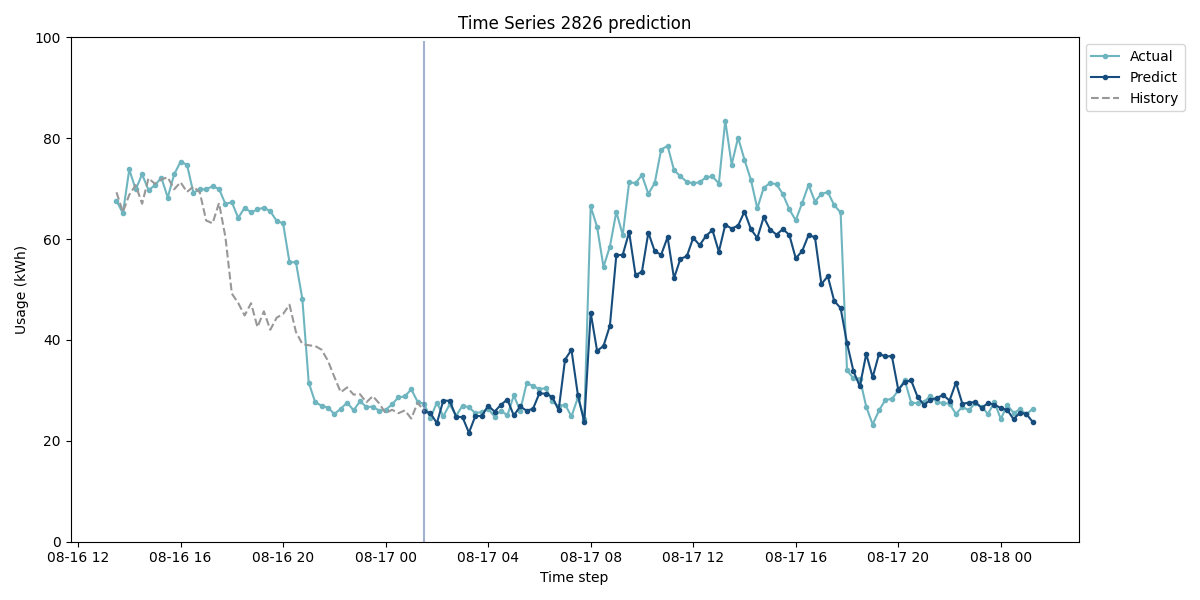 Time Series 2826 prediction
Usage (kWh)
100
80
60
40
20
0
08-16 12
08-16 16
08-16 20
08-17 00
08-17 04
08-17 08
08-17 12
08-17 16
08-17 20
08-18 00
Time step
Actual
Predict
History